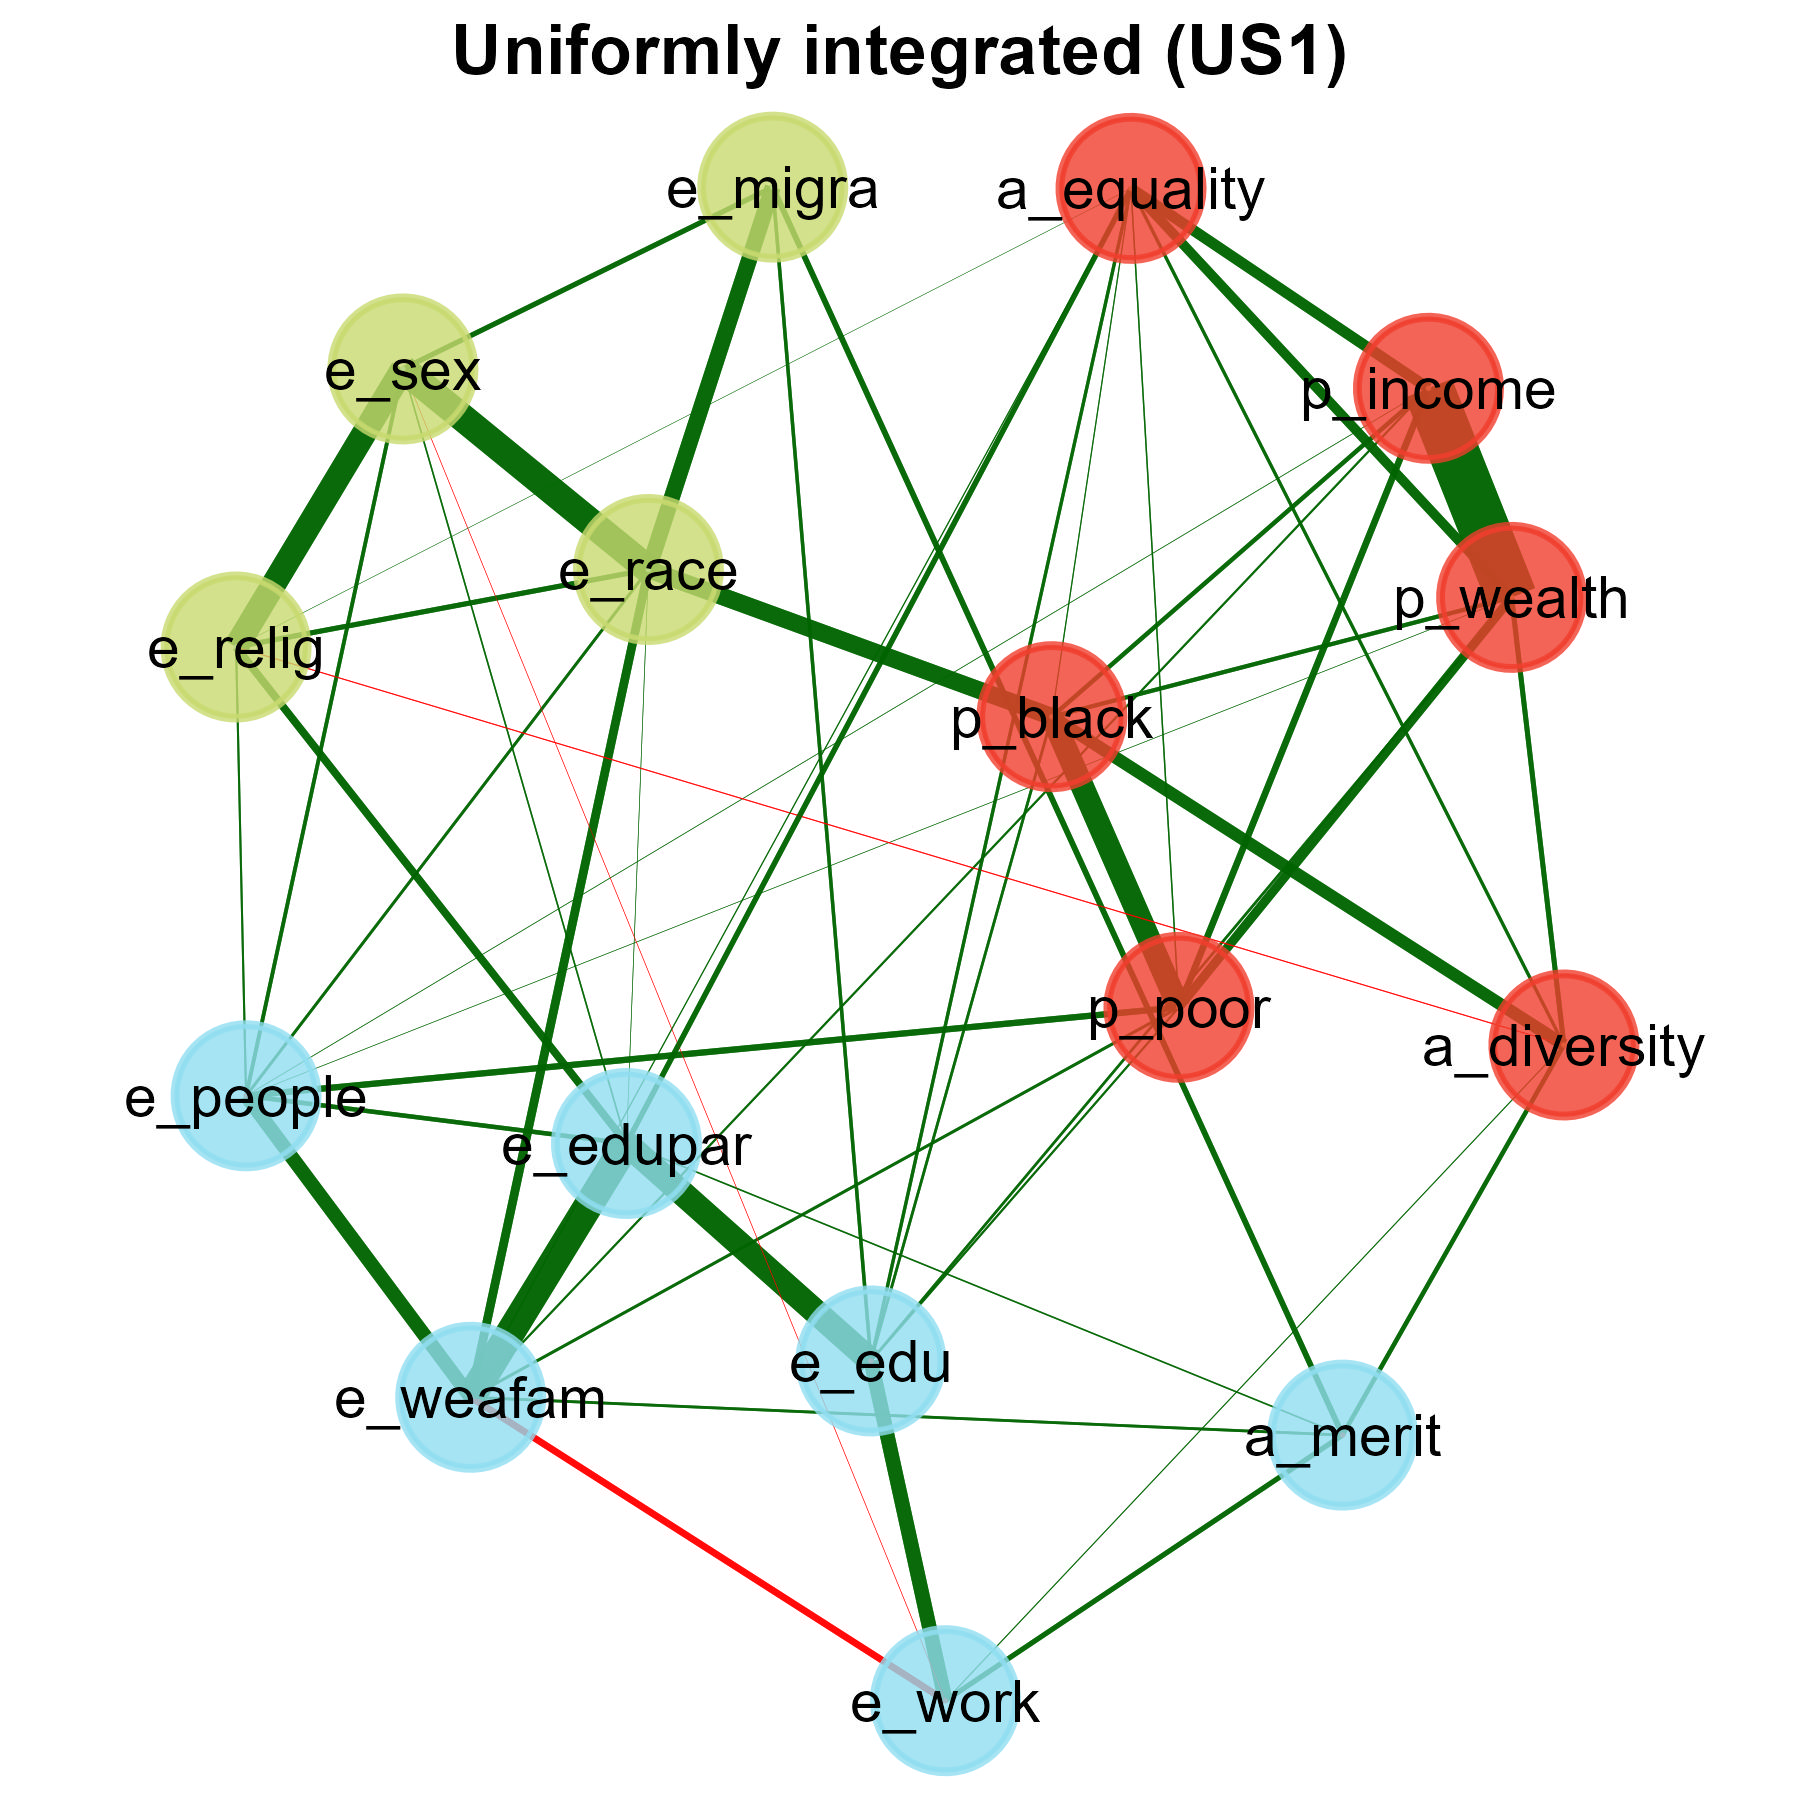 Uniformly integrated (US1)
e_migra
a_equality
e_sex
p_income
e_race
p_wealth
e_relig
p_black
p_poor
a_diversity
e_people
e_edupar
e_edu
e_weafam
a_merit
e_work